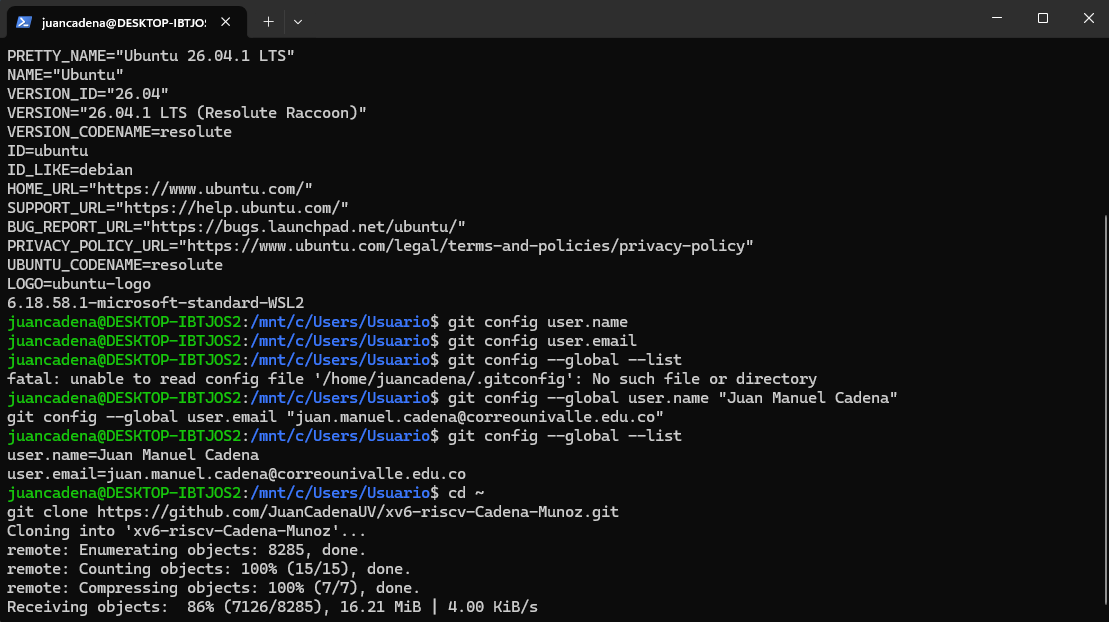 juancadena@DESKTOP-IBTJOS
PRETTY_NAME="Ubuntu 26.04.1 LTS"
NAME="Ubuntu"
VERSION_ID="26.04"
VERSION="26.04.1 LTS (Resolute Raccoon)"
VERSION_CODENAME=resolute
ID=ubuntu
ID_LIKE=debian
HOME_URL="https://www.ubuntu.com/"
SUPPORT_URL="https://help.ubuntu.com/"
BUG_REPORT_URL="https://bugs.launchpad.net/ubuntu/"
PRIVACY_POLICY_URL="https://www.ubuntu.com/legal/terms-and-policies/privacy-policy"
UBUNTU_CODENAME=resolute
LOGO=ubuntu-logo
6.18.58.1-microsoft-standard-WSL2
juancadena@DESKTOP-IBTJOS2:/mnt/c/Users/Usuario$ git config user.name
juancadena@DESKTOP-IBTJOS2:/mnt/c/Users/Usuario$ git config user.email
juancadena@DESKTOP-IBTJOS2:/mnt/c/Users/Usuario$ git config --global --list
fatal: unable to read config file '/home/juancadena/.gitconfig': No such file or directory
juancadena@DESKTOP-IBTJOS2:/mnt/c/Users/Usuario$ git config --global user.name "Juan Manuel Cadena"
git config --global user.email "juan.manuel.cadena@correounivalle.edu.co"
juancadena@DESKTOP-IBTJOS2:/mnt/c/Users/Usuario$ git config --global --list
user.name=Juan Manuel Cadena
user.email=juan.manuel.cadena@correounivalle.edu.co
juancadena@DESKTOP-IBTJOS2:/mnt/c/Users/Usuario$ cd ~
git clone https://github.com/JuanCadenaUV/xv6-riscv-Cadena-Munoz.git
Cloning into 'xv6-riscv-Cadena-Munoz'...
remote: Enumerating objects: 8285, done.
remote: Counting objects: 100% (15/15), done.
remote: Compressing objects: 100% (7/7), done.
Receiving objects:  86% (7126/8285), 16.21 MiB | 4.00 KiB/s